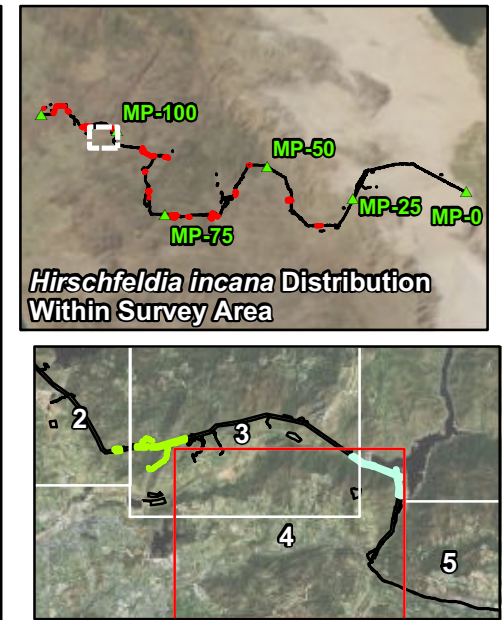 MP-100
MP-50
MP-25
MP-0
MP-75
Hirschfeldia incana Distribution
Within Survey Area
2
3
4
5